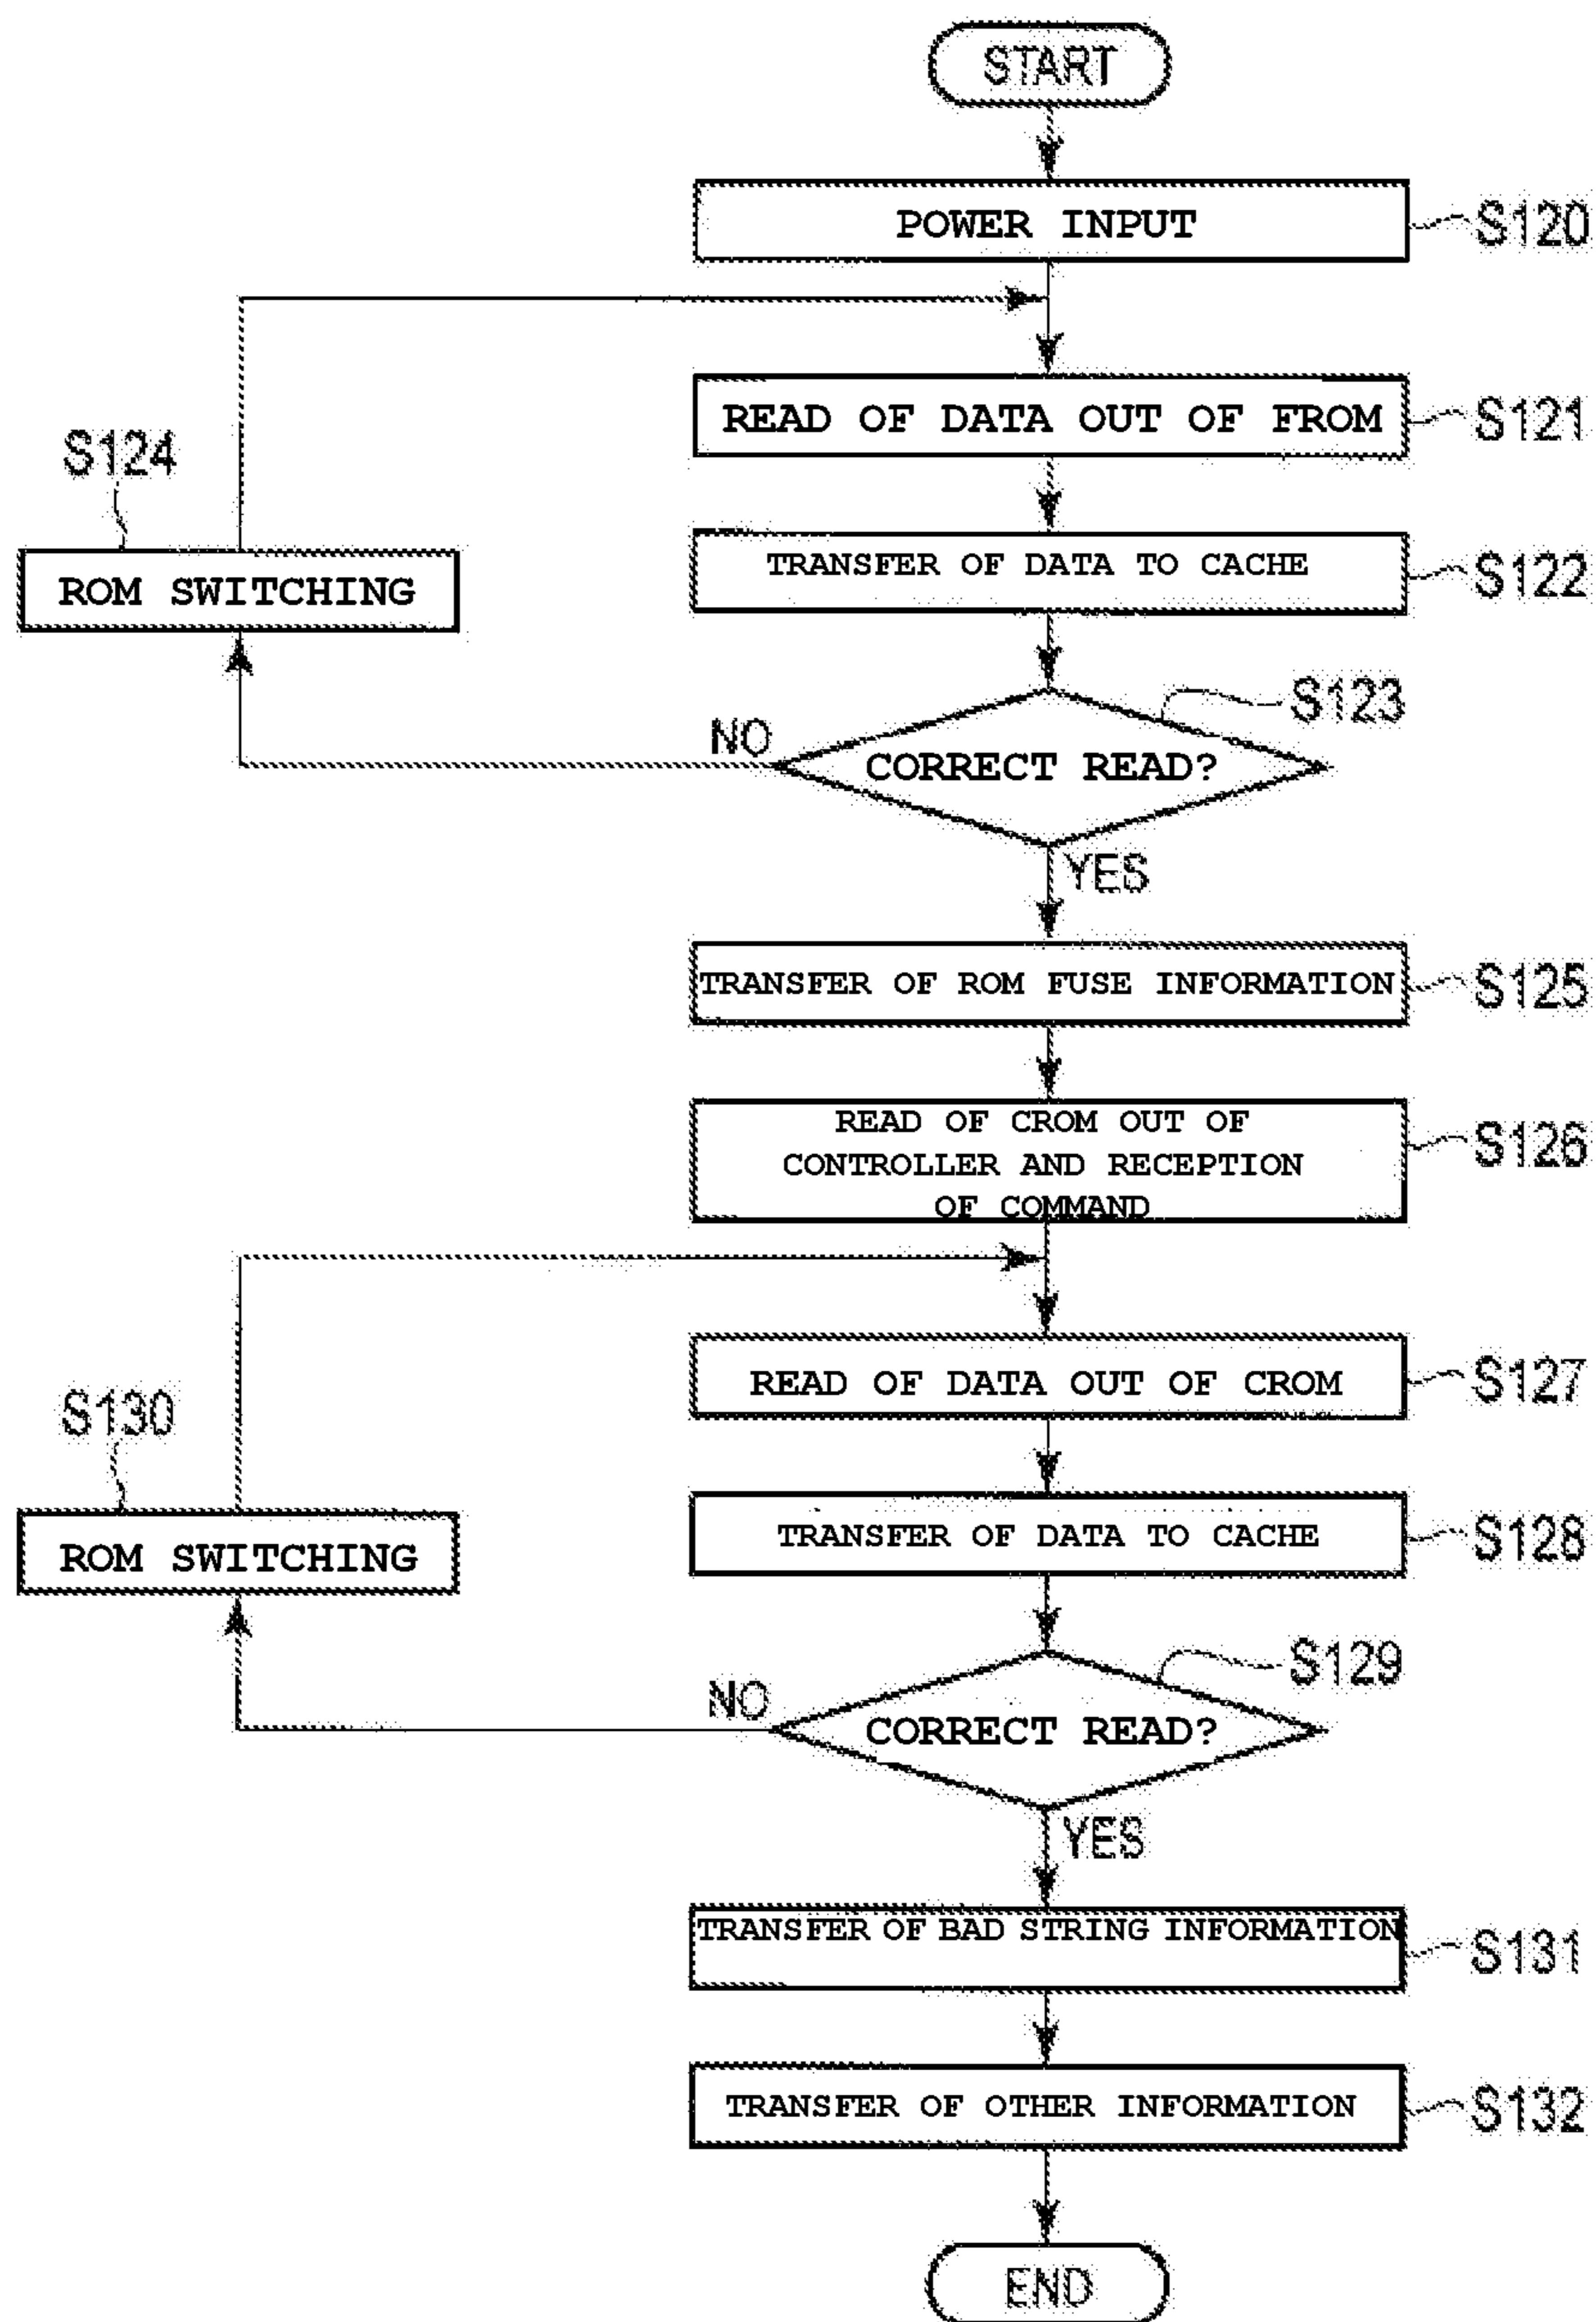 START
POWER INPUT
S120
READ OF DATA OUT OF FROM
S121
S124
ROM SWITCHING
TRANSFER OF DATA TO CACHE
S122
S123
NO
CORRECT READ?
YES
TRANSFER OF ROM FUSE INFORMATION
S125
READ OF CROM OUT OF
CONTROLLER AND RECEPTION
OF COMMAND
S126
READ OF DATA OUT OF CROM
S127
S130
ROM SWITCHING
TRANSFER OF DATA TO CACHE
S128
S129
NO
CORRECT READ?
YES
TRANSFER OF BAD STRING INFORMATION
S131
TRANSFER OF OTHER INFORMATION
S132
END